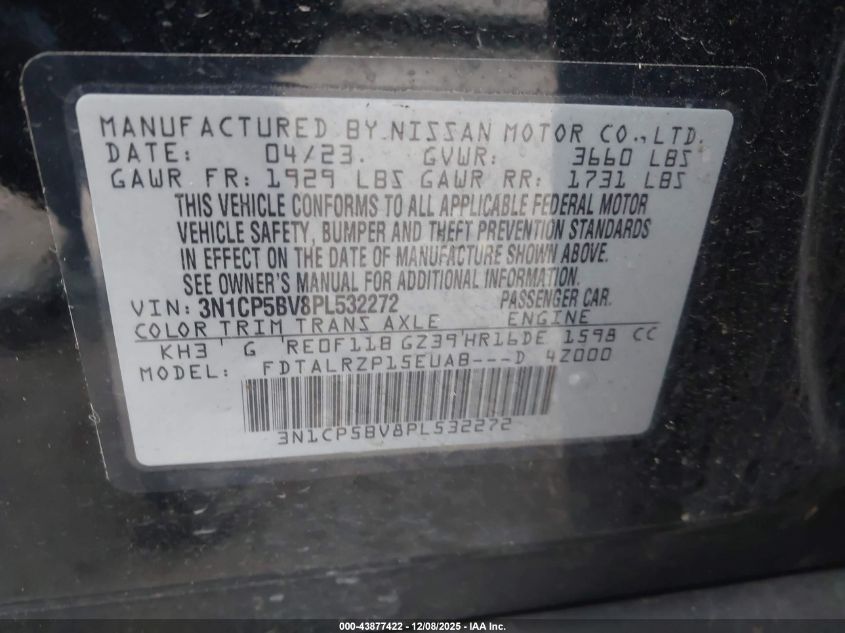 MANUFACTURED BY NISSAN MOTOR CO., LTD.
DATE: 04/23. GVWR: 3660 LBS
GAWR FR: 1929 LBS GAWR RR: 1731 LBS
THIS VEHICLE CONFORMS TO ALL APPLICABLE FEDERAL MOTOR
VEHICLE SAFETY, BUMPER AND THEFT PREVENTION STANDARDS
IN EFFECT ON THE DATE OF MANUFACTURE SHOWN ABOVE.
SEE OWNER'S MANUAL FOR ADDITIONAL INFORMATION.
VIN: 3N1CP5BV8PL532272 PASSENGER CAR.
COLOR TRIM TRANS AXLE ENGINE
KH3 G RE0F11B GZ39 HR16DE 1598 CC
MODEL: FDTALRZP15EUAB---D 4Z000
3N1CP5BV8PL532272
000-43877422 - 12/08/2025 - Copyright © 2025 IAA, Inc.